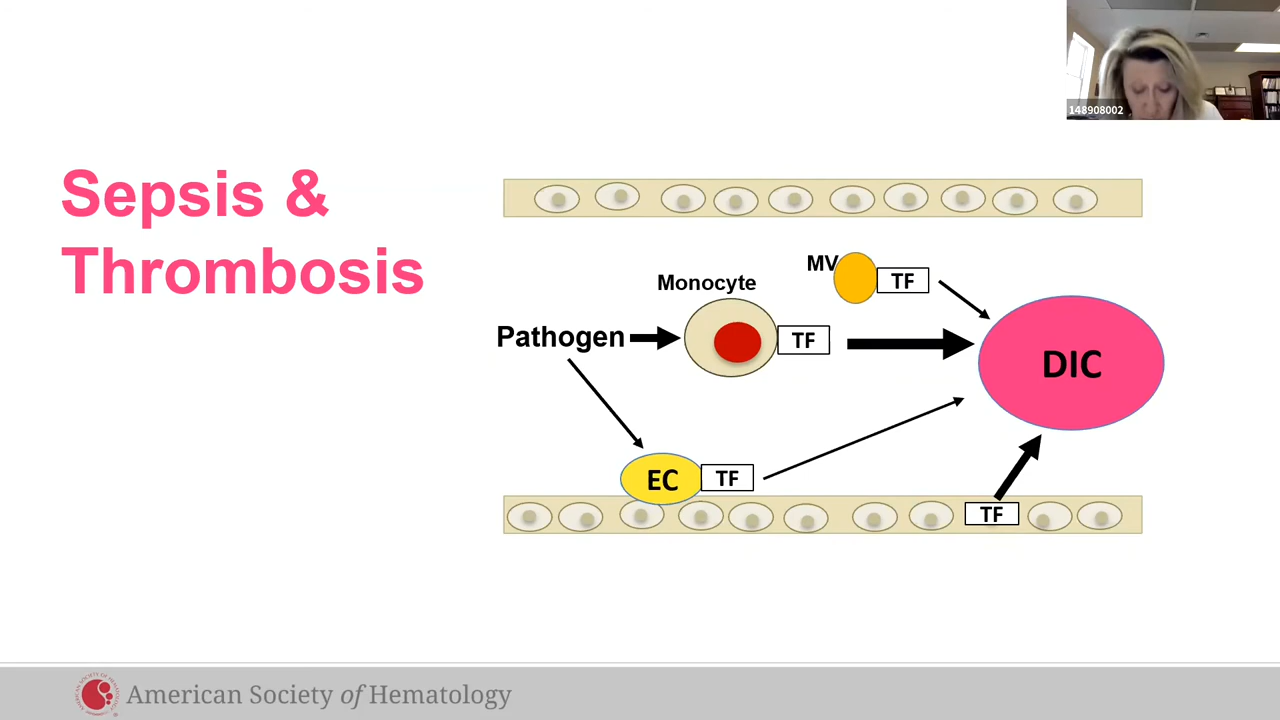 148908002
Sepsis &
Thrombosis
MV
TF
Monocyte
Pathogen
TF
DIC
EC
TF
TF
American Society of Hematology